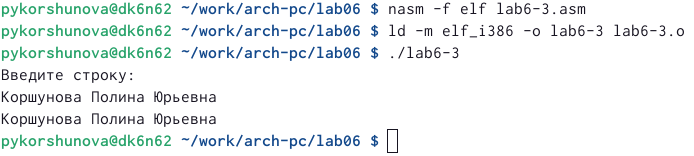 pykorshunova@dk6n62 ~/work/arch-pc/lab06 $ nasm -f elf lab6-3.asm
pykorshunova@dk6n62 ~/work/arch-pc/lab06 $ ld -m elf_i386 -o lab6-3 lab6-3.o
pykorshunova@dk6n62 ~/work/arch-pc/lab06 $ ./lab6-3
Введите строку:
Коршунова Полина Юрьевна
Коршунова Полина Юрьевна
pykorshunova@dk6n62 ~/work/arch-pc/lab06 $